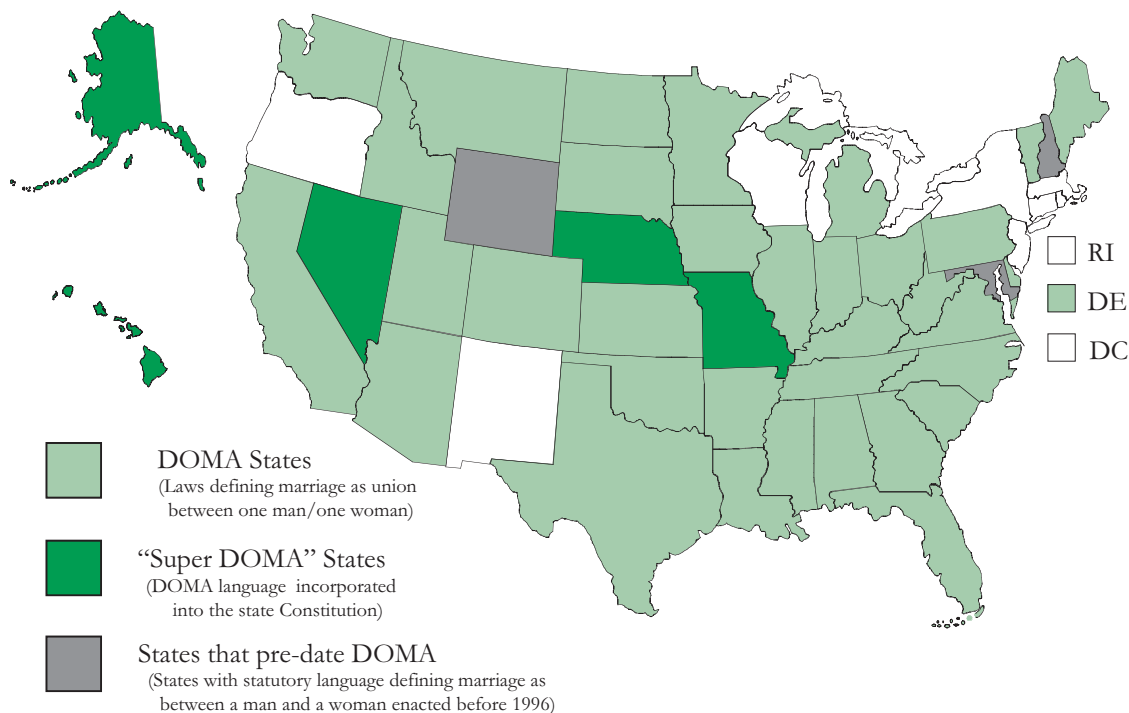 RI
DE
DC
DOMA States
(Laws defining marriage as union
between one man/one woman)
“Super DOMA” States
(DOMA language incorporated
into the state Constitution)
States that pre-date DOMA
(States with statutory language defining marriage as
between a man and a woman enacted before 1996)